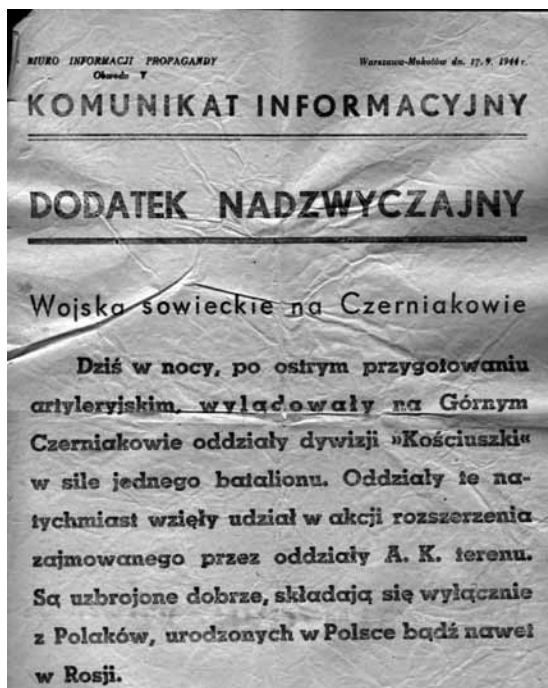 BIURO INFORMACJI PROPAGANDY
Obwodu V
Warszawa-Mokotów dn. 17.9. 1944 r.
KOMUNIKAT INFORMACYJNY
DODATEK NADZWYCZAJNY
Wojska sowieckie na Czerniakowie
Dziś w nocy, po ostrym przygotowaniu
artyleryjskim, wylądowały na Górnym
Czerniakowie oddziały dywizji »Kościuszki«
w sile jednego batalionu. Oddziały te na-
tychmiast wzięły udział w akcji rozszerzenia
zajmowanego przez oddziały A. K. terenu.
Są uzbrojone dobrze, składają się wyłącznie
z Polaków, urodzonych w Polsce bądź nawet
w Rosji.